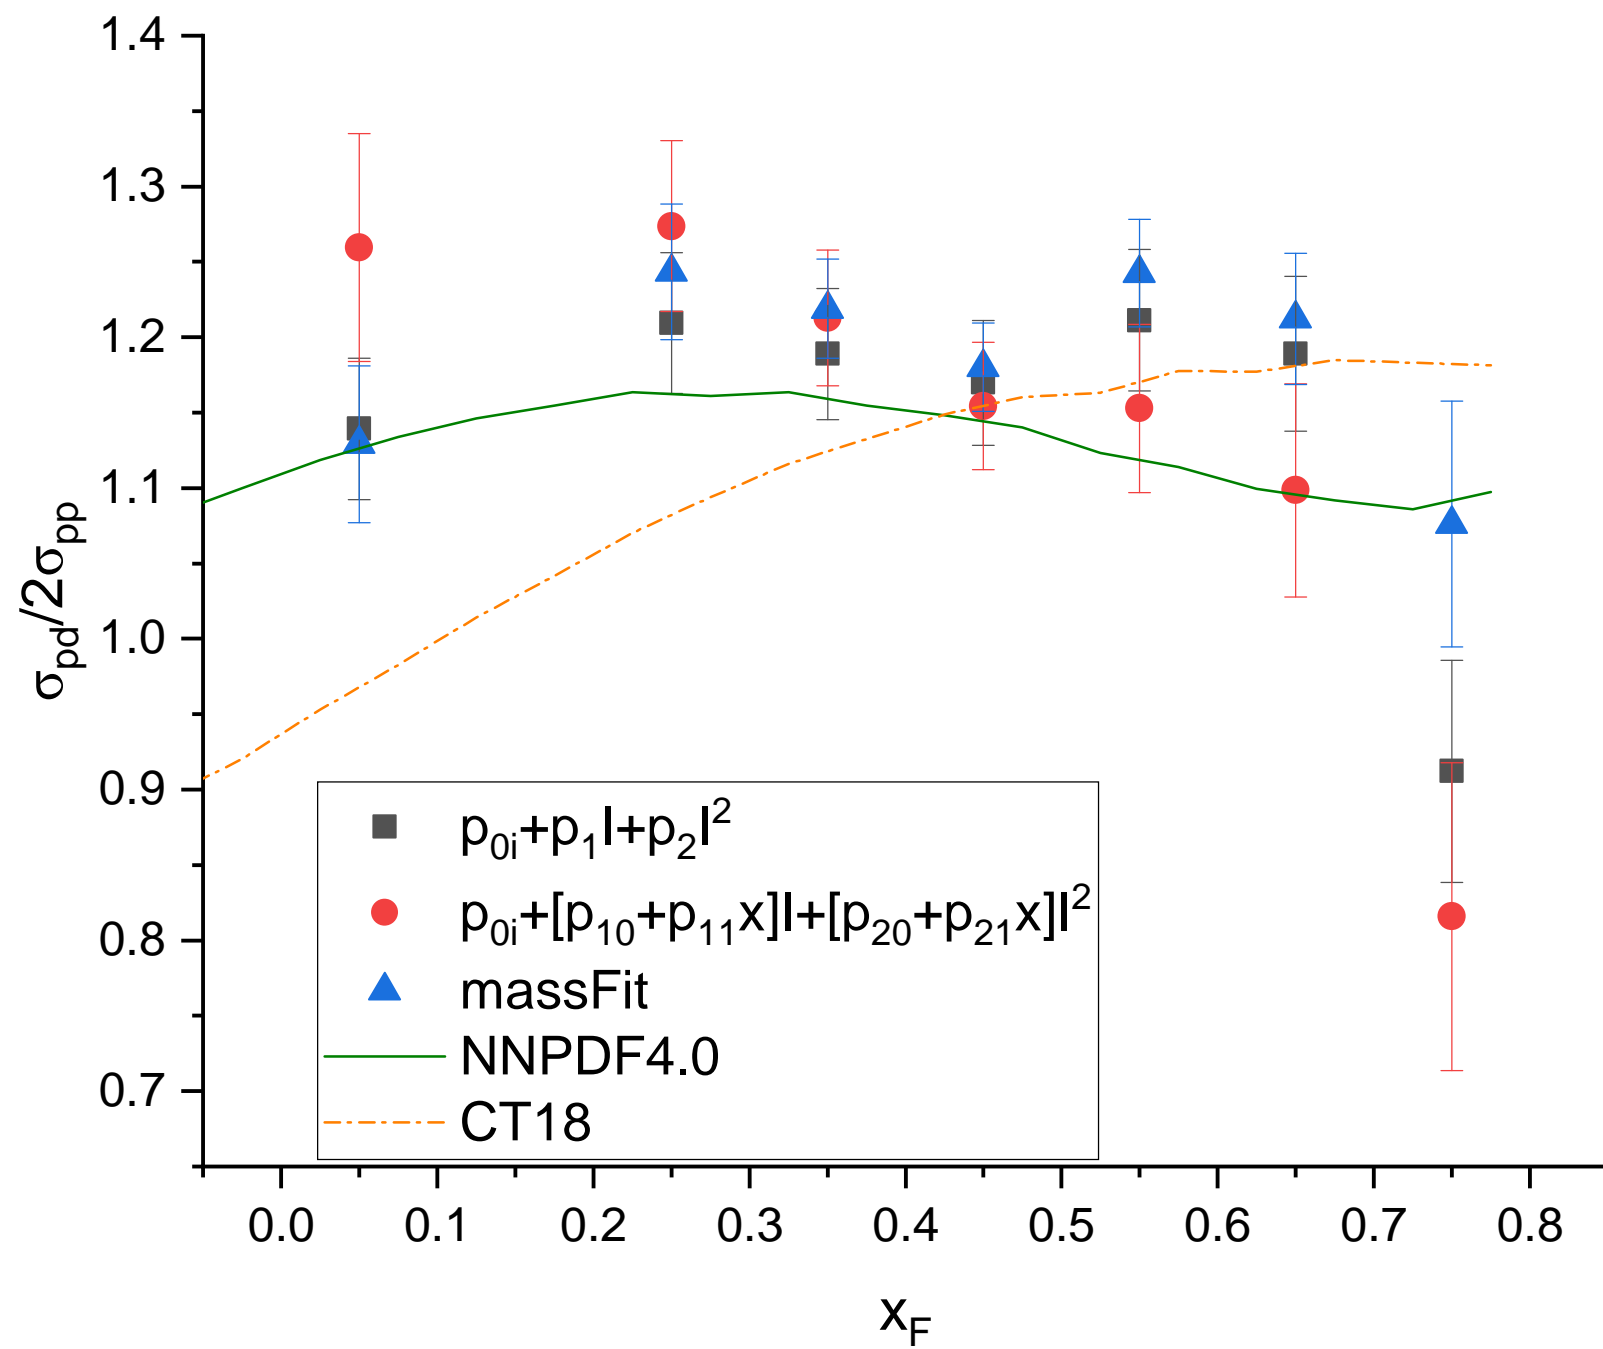 1.4
1.3
1.2
1.1
1.0
0.9
0.8
0.7
σpd/2σpp
p0i+p1I+p2I²
p0i+[p10+p11x]I+[p20+p21x]I²
massFit
NNPDF4.0
CT18
0.0 0.1 0.2 0.3 0.4 0.5 0.6 0.7 0.8
xF